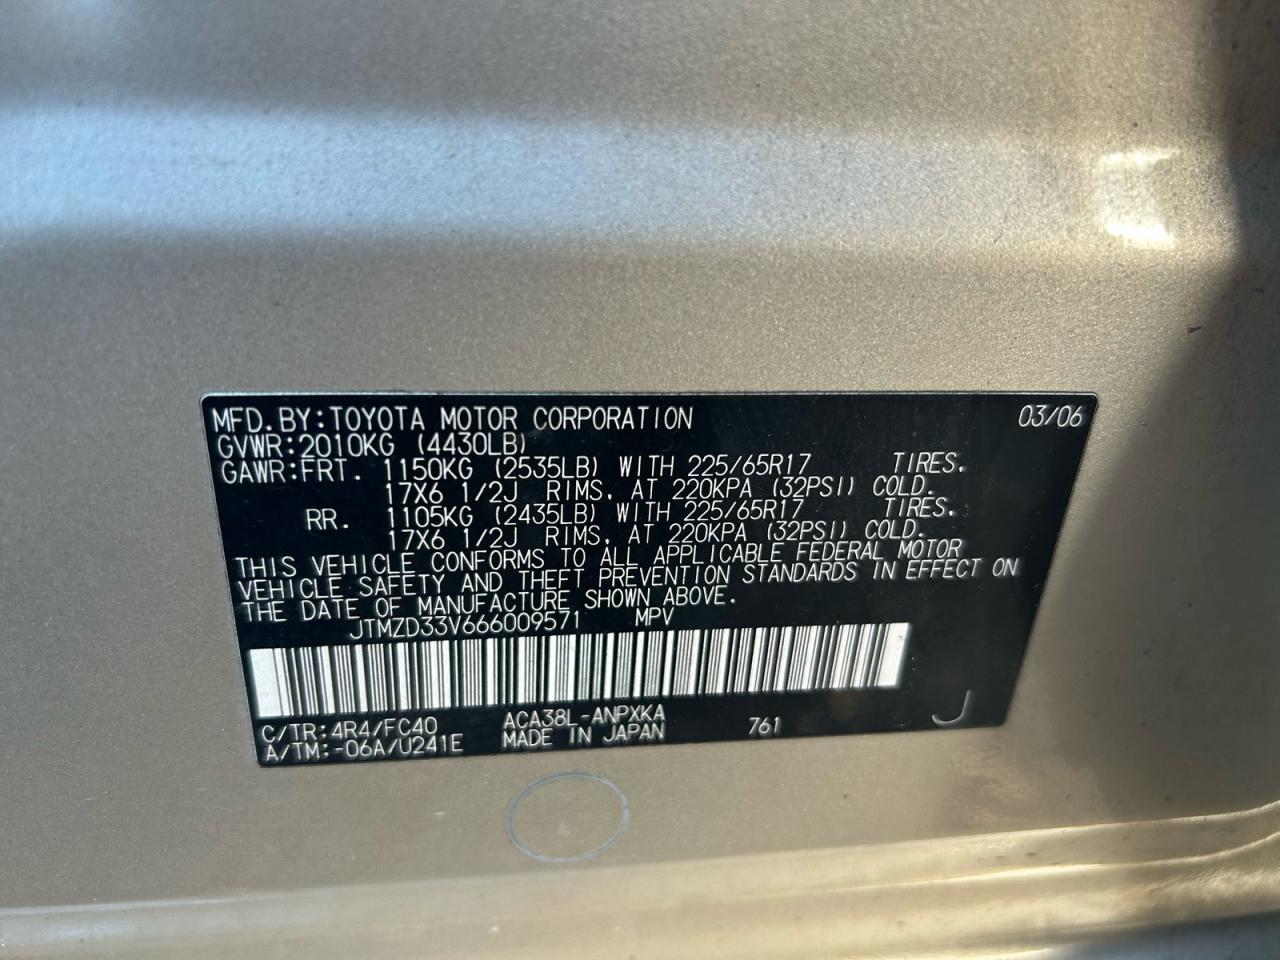 MFD.BY:TOYOTA MOTOR CORPORATION 03/06
GVWR:2010KG (4430LB)
GAWR:FRT. 1150KG (2535LB) WITH 225/65R17 TIRES.
17X6 1/2J RIMS, AT 220KPA (32PSI) COLD.
RR. 1105KG (2435LB) WITH 225/65R17 TIRES.
17X6 1/2J RIMS, AT 220KPA (32PSI) COLD.
THIS VEHICLE CONFORMS TO ALL APPLICABLE FEDERAL MOTOR
VEHICLE SAFETY AND THEFT PREVENTION STANDARDS IN EFFECT ON
THE DATE OF MANUFACTURE SHOWN ABOVE.
JTMZD33V666009571 MPV
C/TR:4R4/FC40 ACA38L-ANPXKA 761 J
A/TM:-06A/U241E MADE IN JAPAN